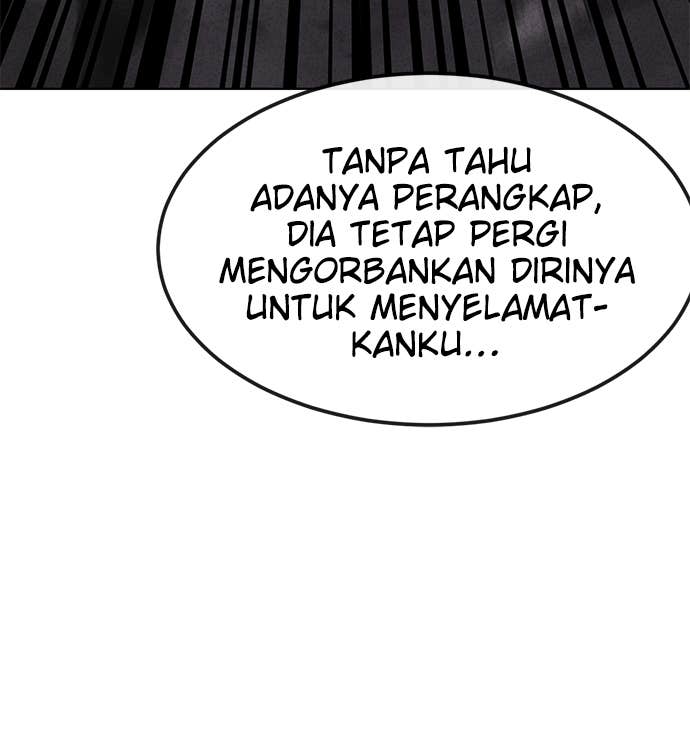 TANPA TAHU
ADANYA PERANGKAP,
DIA TETAP PERGI
MENGORBANKAN DIRINYA
UNTUK MENYELAMAT-
KANKU...